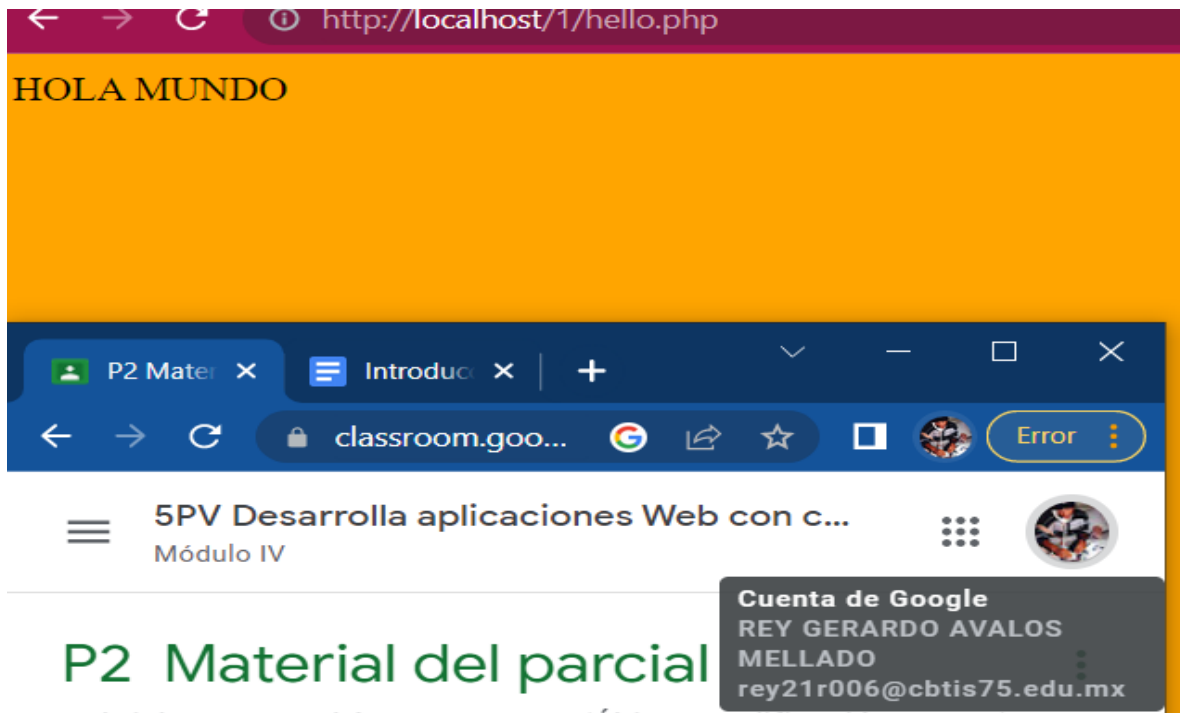 http://localhost/1/hello.php
HOLA MUNDO
P2 Mater
Introducc
classroom.goo...
Error
5PV Desarrolla aplicaciones Web con c...
Módulo IV
Cuenta de Google
REY GERARDO AVALOS
MELLADO
rey21r006@cbtis75.edu.mx
P2 Material del parcial